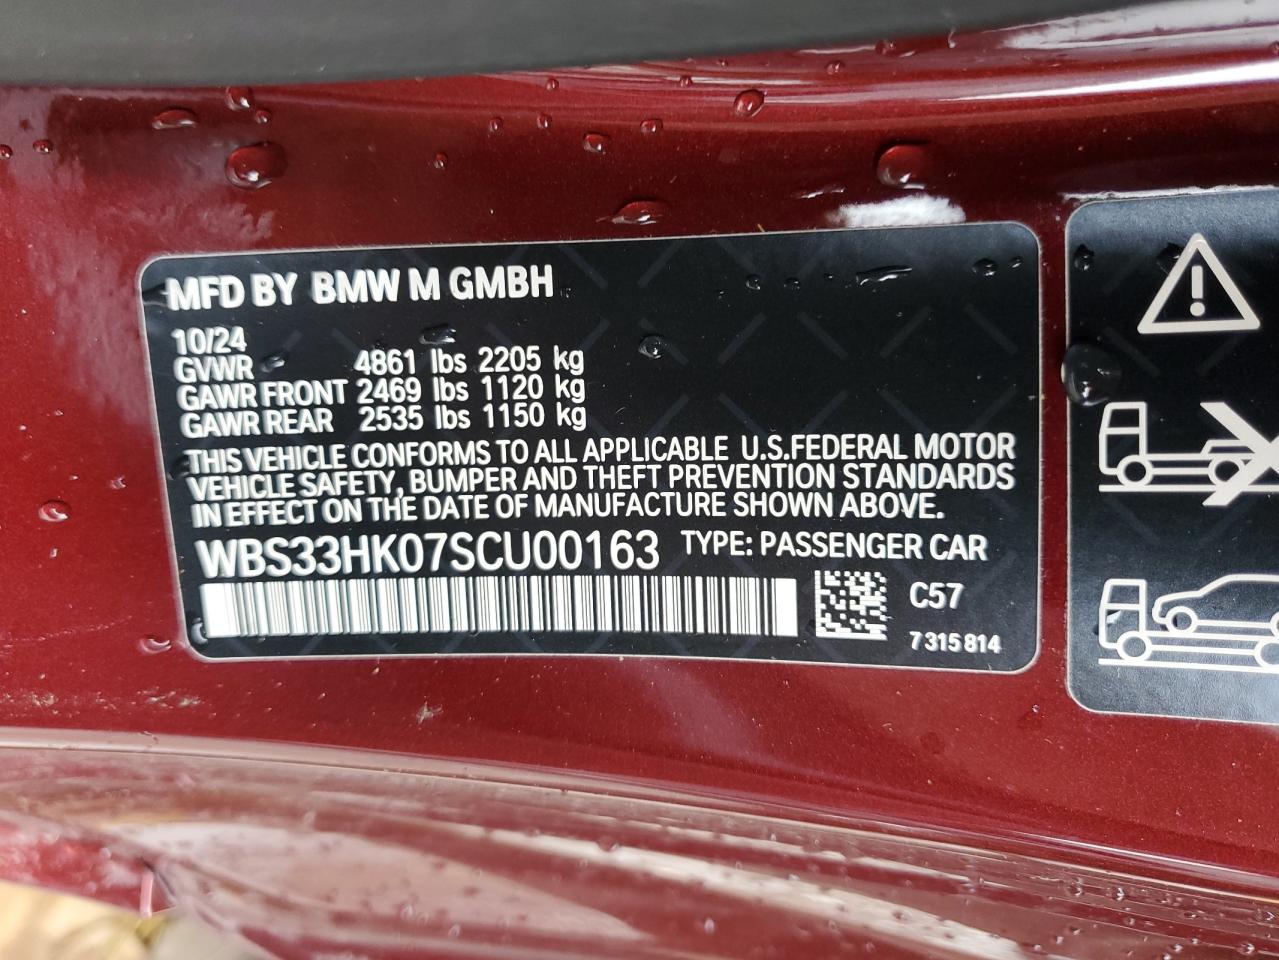 MFD BY BMW M GMBH
10/24
GVWR 4861 lbs 2205 kg
GAWR FRONT 2469 lbs 1120 kg
GAWR REAR 2535 lbs 1150 kg
THIS VEHICLE CONFORMS TO ALL APPLICABLE U.S.FEDERAL MOTOR
VEHICLE SAFETY, BUMPER AND THEFT PREVENTION STANDARDS
IN EFFECT ON THE DATE OF MANUFACTURE SHOWN ABOVE.
WBS33HK07SCU00163 TYPE: PASSENGER CAR
C57
7 315 814